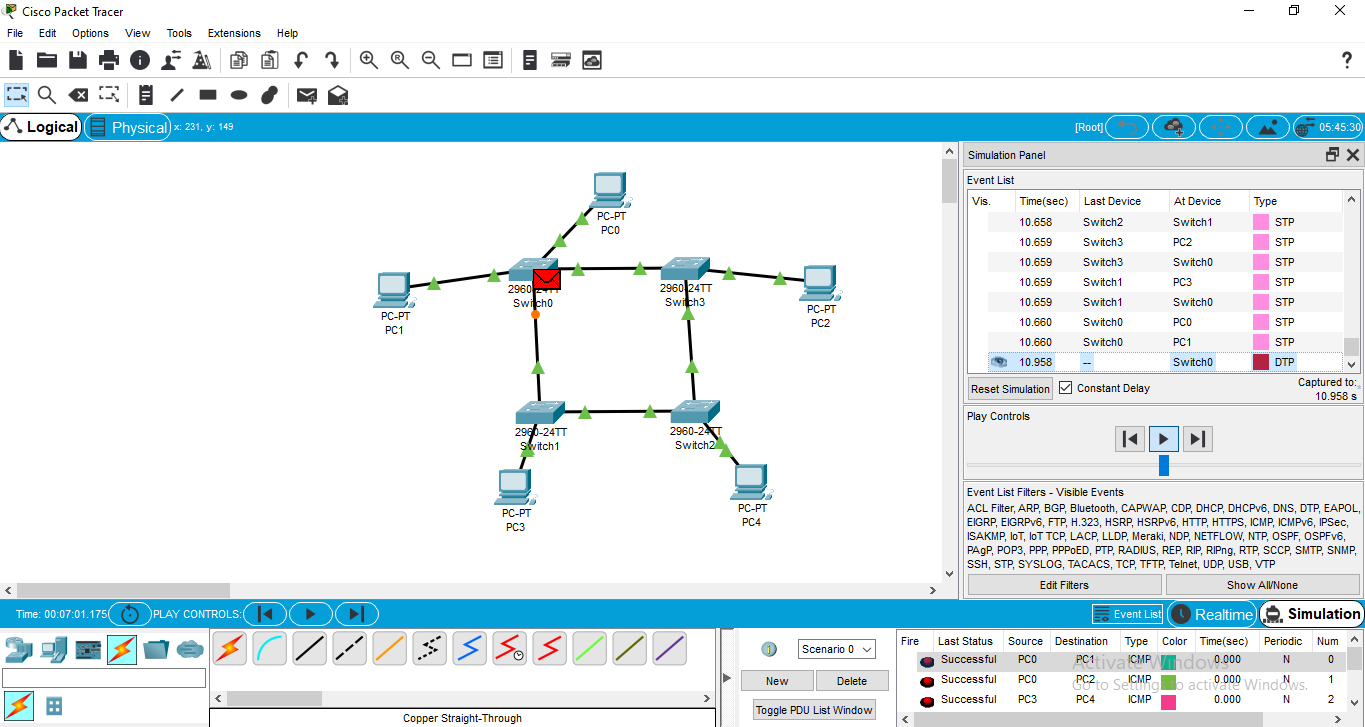 Cisco Packet Tracer
File Edit Options View Tools Extensions Help
Logical Physical x: 231, y: 149 [Root] 05:45:30
PC-PT
PC0
PC-PT
PC1
2960-24TT
Switch0
2960-24TT
Switch3
PC-PT
PC2
2960-24TT
Switch1
2960-24TT
Switch2
PC-PT
PC3
PC-PT
PC4
Simulation Panel
Event List
Vis. Time(sec) Last Device At Device Type
10.658 Switch2 Switch1 STP
10.659 Switch3 PC2 STP
10.659 Switch3 Switch0 STP
10.659 Switch1 PC3 STP
10.659 Switch1 Switch0 STP
10.660 Switch0 PC0 STP
10.660 Switch0 PC1 STP
10.958 -- Switch0 DTP
Reset Simulation Constant Delay Captured to:
10.958 s
Play Controls
Event List Filters - Visible Events
ACL Filter, ARP, BGP, Bluetooth, CAPWAP, CDP, DHCP, DHCPv6, DNS, DTP, EAPOL,
EIGRP, EIGRPv6, FTP, H.323, HSRP, HSRPv6, HTTP, HTTPS, ICMP, ICMPv6, IPSec,
ISAKMP, IoT, IoT TCP, LACP, LLDP, Meraki, NDP, NETFLOW, NTP, OSPF, OSPFv6,
PAgP, POP3, PPP, PPPoED, PTP, RADIUS, REP, RIP, RIPng, RTP, SCCP, SMTP, SNMP,
SSH, STP, SYSLOG, TACACS, TCP, TFTP, Telnet, UDP, USB, VTP
Edit Filters Show All/None
Time: 00:07:01.175 PLAY CONTROLS: Event List Realtime Simulation
Scenario 0
New Delete
Toggle PDU List Window
Copper Straight-Through
Fire Last Status Source Destination Type Color Time(sec) Periodic Num
Successful PC0 PC1 ICMP 0.000 N 0
Successful PC0 PC2 ICMP 0.000 N 1
Successful PC3 PC4 ICMP 0.000 N 2
Activate Windows
Go to Settings to activate Windows.